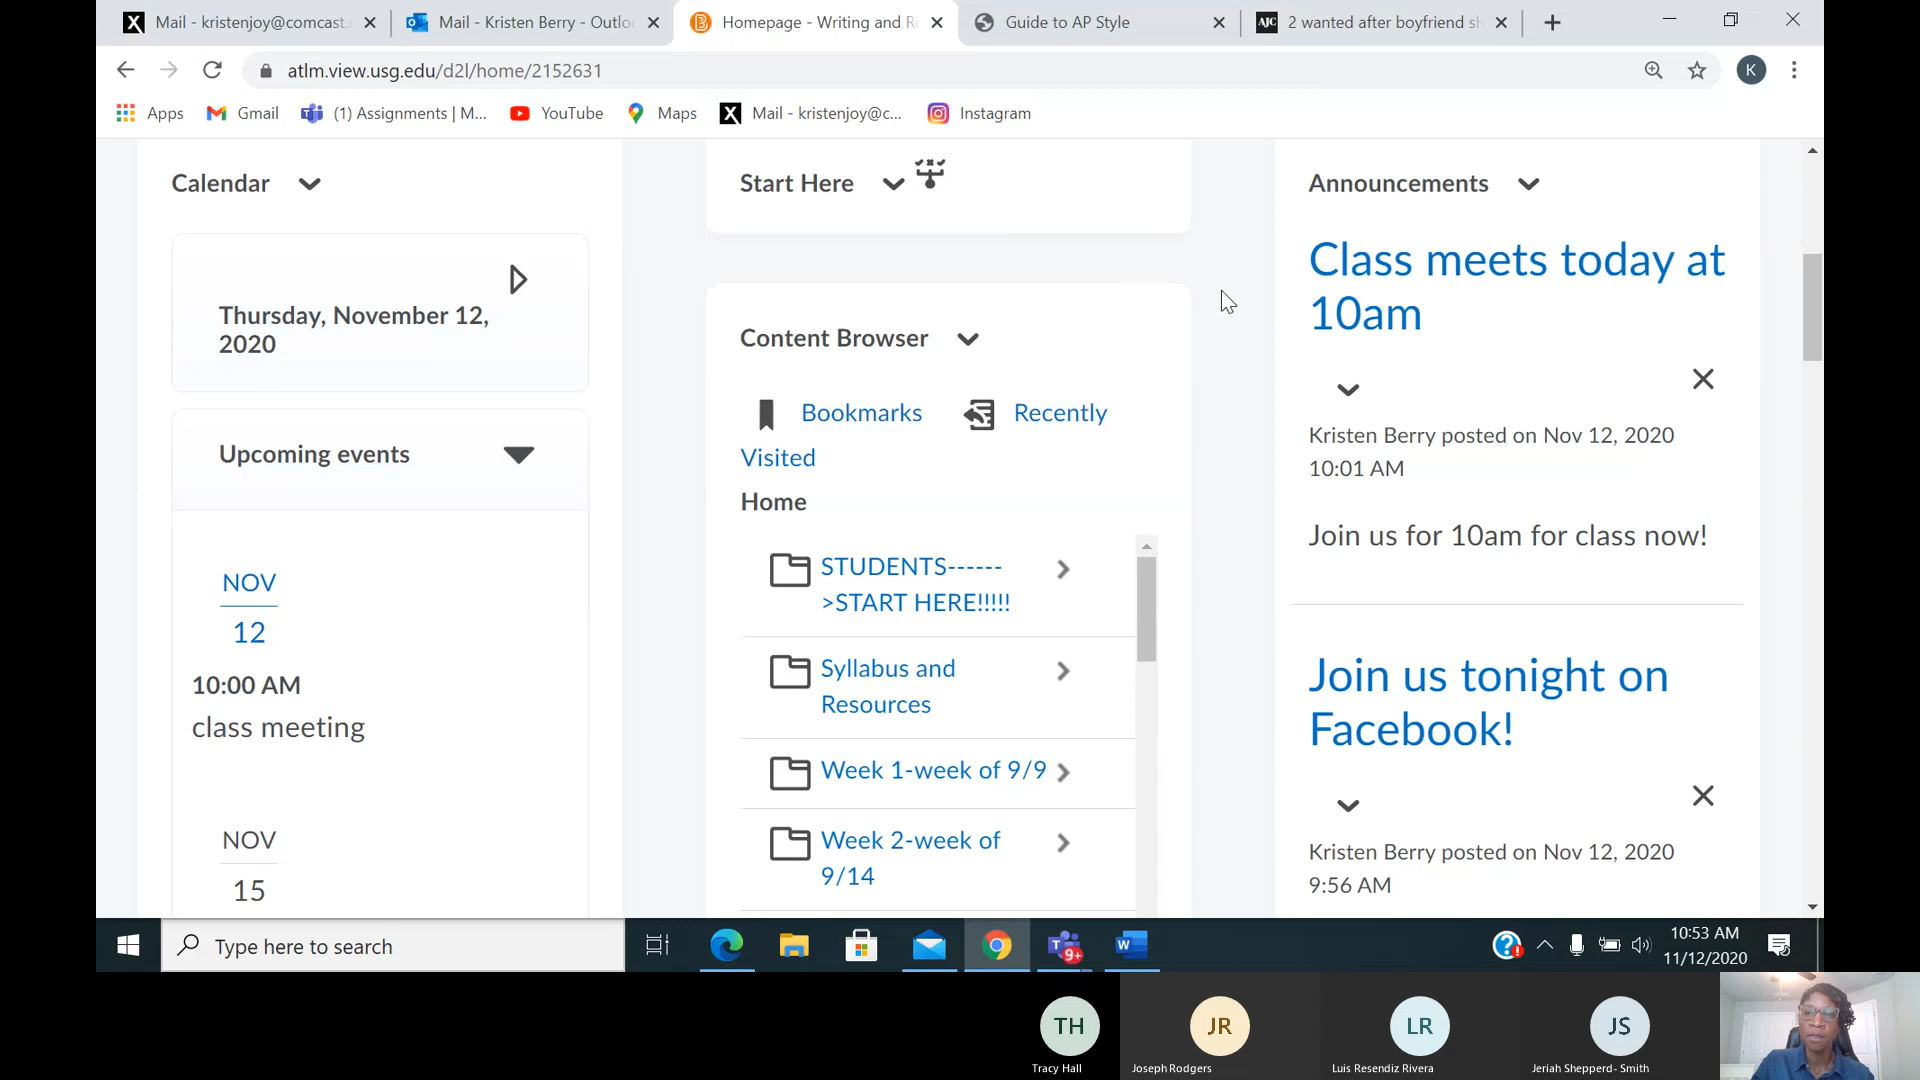 X Mail - kristenjoy@comcast.
Mail - Kristen Berry - Outlo
Homepage - Writing and R
Guide to AP Style
AJC 2 wanted after boyfriend s
atlm.view.usg.edu/d2l/home/2152631
K
Apps
Gmail
(1) Assignments | M...
YouTube
Maps
X Mail - kristenjoy@c...
Instagram
Calendar
Thursday, November 12,
2020
Upcoming events
NOV
12
10:00 AM
class meeting
NOV
15
Start Here
Content Browser
Bookmarks
Recently
Visited
Home
STUDENTS------
>START HERE!!!!!
Syllabus and
Resources
Week 1-week of 9/9
Week 2-week of
9/14
Announcements
Class meets today at
10am
Kristen Berry posted on Nov 12, 2020
10:01 AM
Join us for 10am for class now!
Join us tonight on
Facebook!
Kristen Berry posted on Nov 12, 2020
9:56 AM
Type here to search
T
9+
W
10:53 AM
11/12/2020
TH
JR
LR
JS
Tracy Hall
Joseph Rodgers
Luis Resendiz Rivera
Jeriah Shepperd- Smith